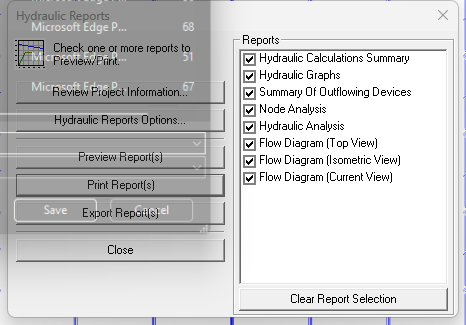 Hydraulic Reports
Microsoft Edge P... 68
Check one or more reports to
Preview/Print.
Microsoft Edge P... 51
Microsoft Edge P... 67
Review Project Information...
Hydraulic Reports Options...
Preview Report(s)
Print Report(s)
Save
Cancel
Export Report(s)
Close
Reports
Hydraulic Calculations Summary
Hydraulic Graphs
Summary Of Outflowing Devices
Node Analysis
Hydraulic Analysis
Flow Diagram (Top View)
Flow Diagram (Isometric View)
Flow Diagram (Current View)
Clear Report Selection